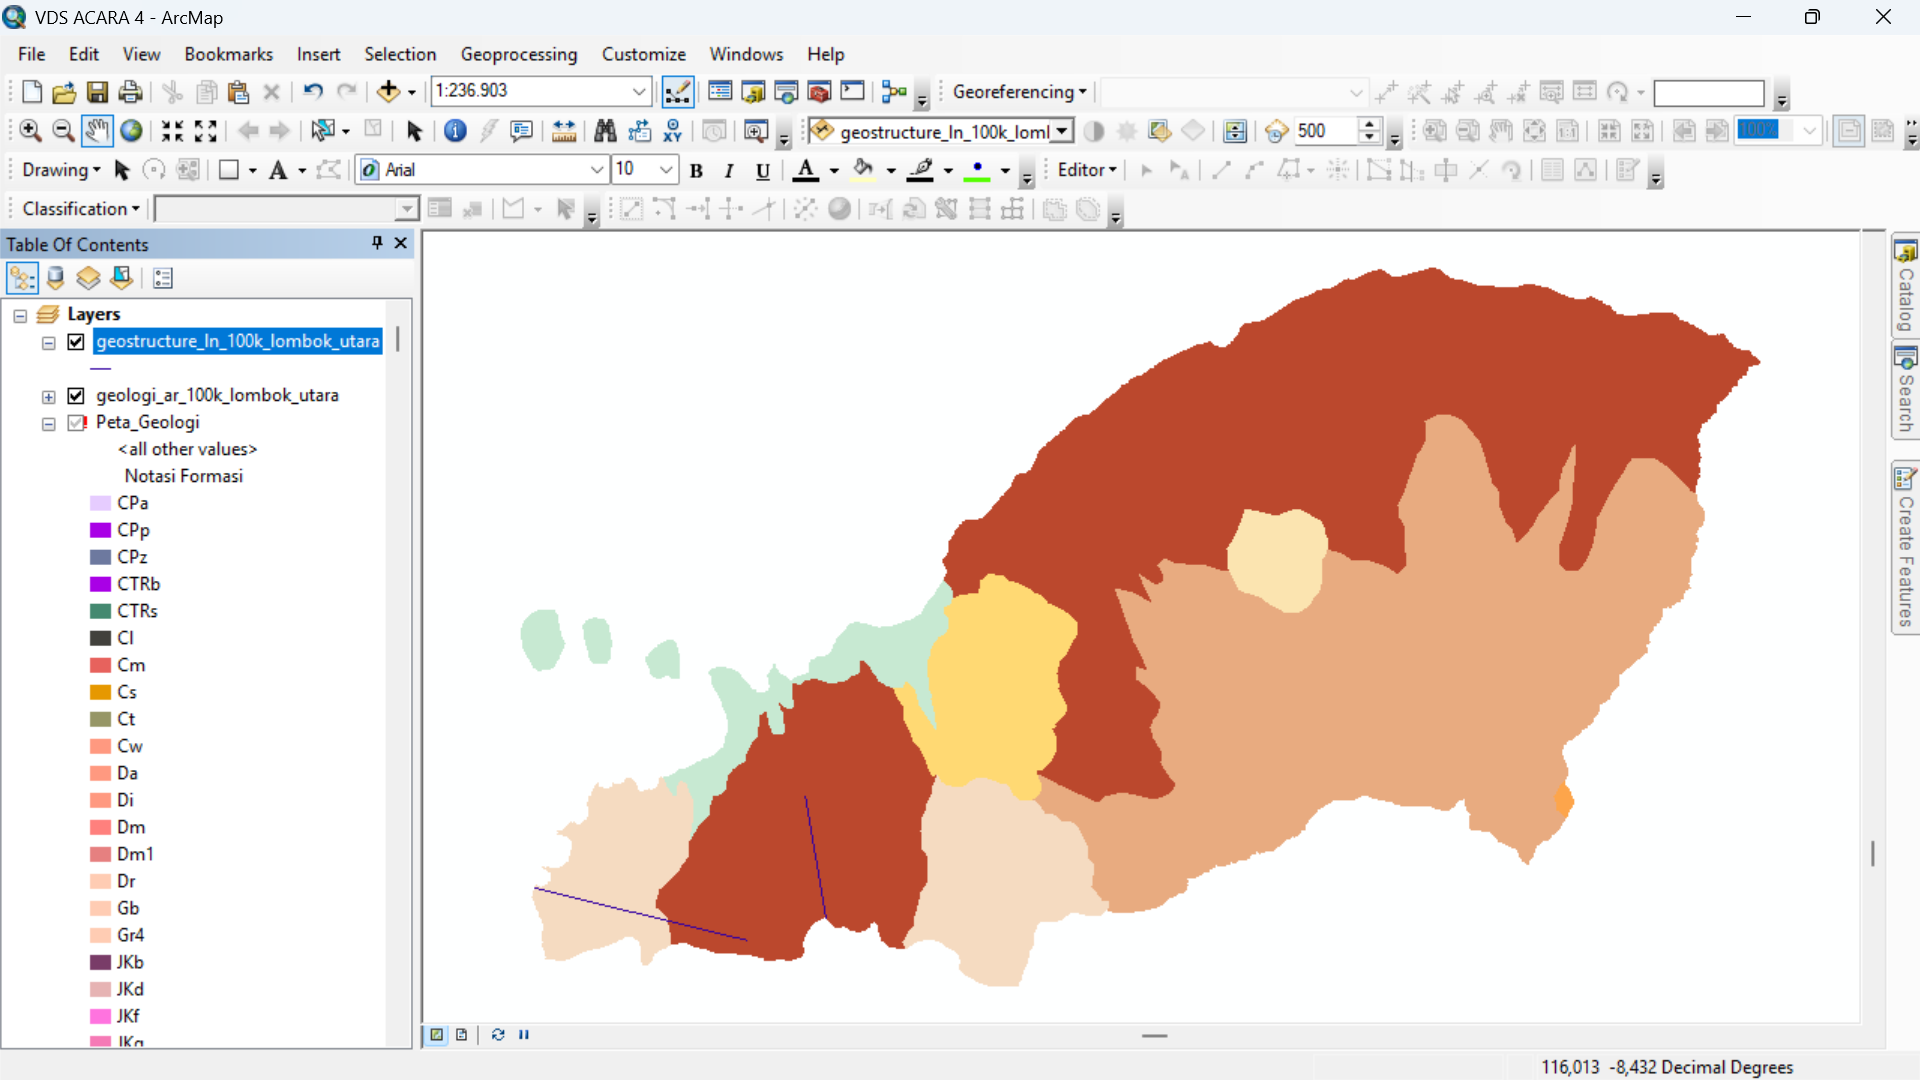 VDS ACARA 4 - ArcMap
File Edit View Bookmarks Insert Selection Geoprocessing Customize Windows Help
1:236.903 Georeferencing
geostructure_ln_100k_loml 500 100%
Drawing A Arial 10 B I U A Editor
Classification
Table Of Contents
Layers
geostructure_ln_100k_lombok_utara
geologi_ar_100k_lombok_utara
Peta_Geologi
<all other values>
Notasi Formasi
CPa
CPp
CPz
CTRb
CTRs
Cl
Cm
Cs
Ct
Cw
Da
Di
Dm
Dm1
Dr
Gb
Gr4
JKb
JKd
JKf
Catalog
Search
Create Features
116,013 -8,432 Decimal Degrees